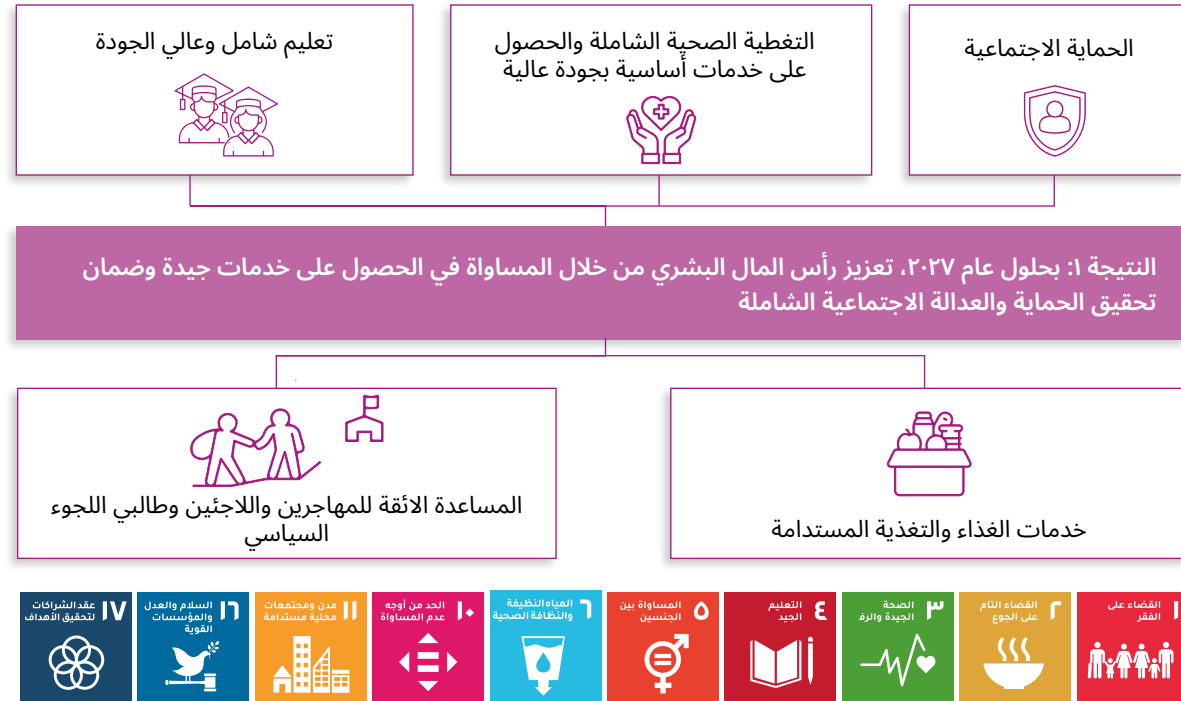 الحماية الاجتماعية
التغطية الصحية الشاملة والحصول
على خدمات أساسية بجودة عالية
تعليم شامل وعالي الجودة
النتيجة ١: بحلول عام ٢٠٢٧، تعزيز رأس المال البشري من خلال المساواة في الحصول على خدمات جيدة وضمان
تحقيق الحماية والعدالة الاجتماعية الشاملة
خدمات الغذاء والتغذية المستدامة
المساعدة الائقة للمهاجرين واللاجئين وطالبي اللجوء
السياسي
١ القضاء على
الفقر
٢ القضاء التام
على الجوع
٣ الصحة
الجيدة والرف
٤ التعليم
الجيد
٥ المساواة بين
الجنسين
٦ المياه النظيفة
والنظافة الصحية
١٠ الحد من أوجه
عدم المساواة
١١ مدن ومجتمعات
محلية مستدامة
١٦ السلام والعدل
والمؤسسات
القوية
١٧ عقد الشراكات
لتحقيق الأهداف